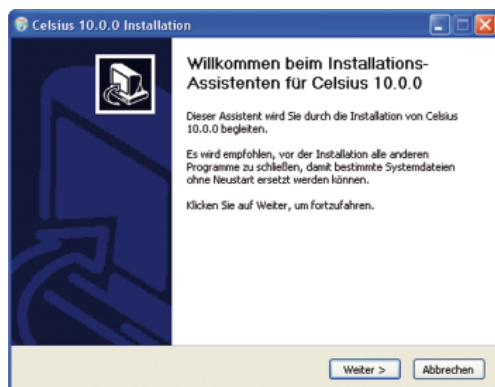 Celsius 10.0.0 Installation
Willkommen beim Installations-
Assistenten für Celsius 10.0.0
Dieser Assistent wird Sie durch die Installation von Celsius
10.0.0 begleiten.
Es wird empfohlen, vor der Installation alle anderen
Programme zu schließen, damit bestimmte Systemdateien
ohne Neustart ersetzt werden können.
Klicken Sie auf Weiter, um fortzufahren.
Weiter >
Abbrechen